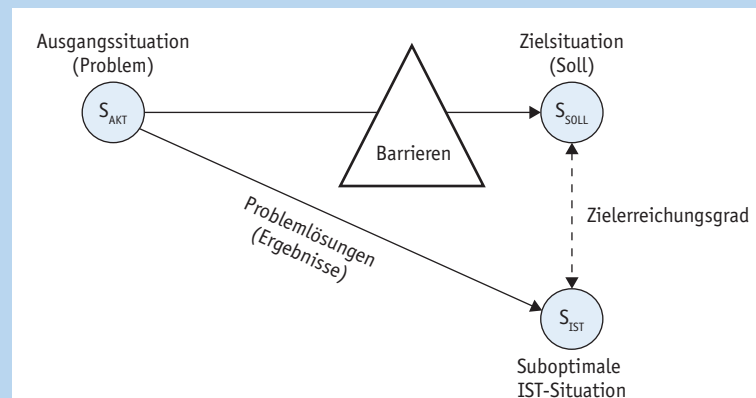 Ausgangssituation
(Problem)
Zielsituation
(Soll)
S_AKT
S_SOLL
Barrieren
Problemlösungen
(Ergebnisse)
Zielerreichungsgrad
S_IST
Suboptimale
IST-Situation